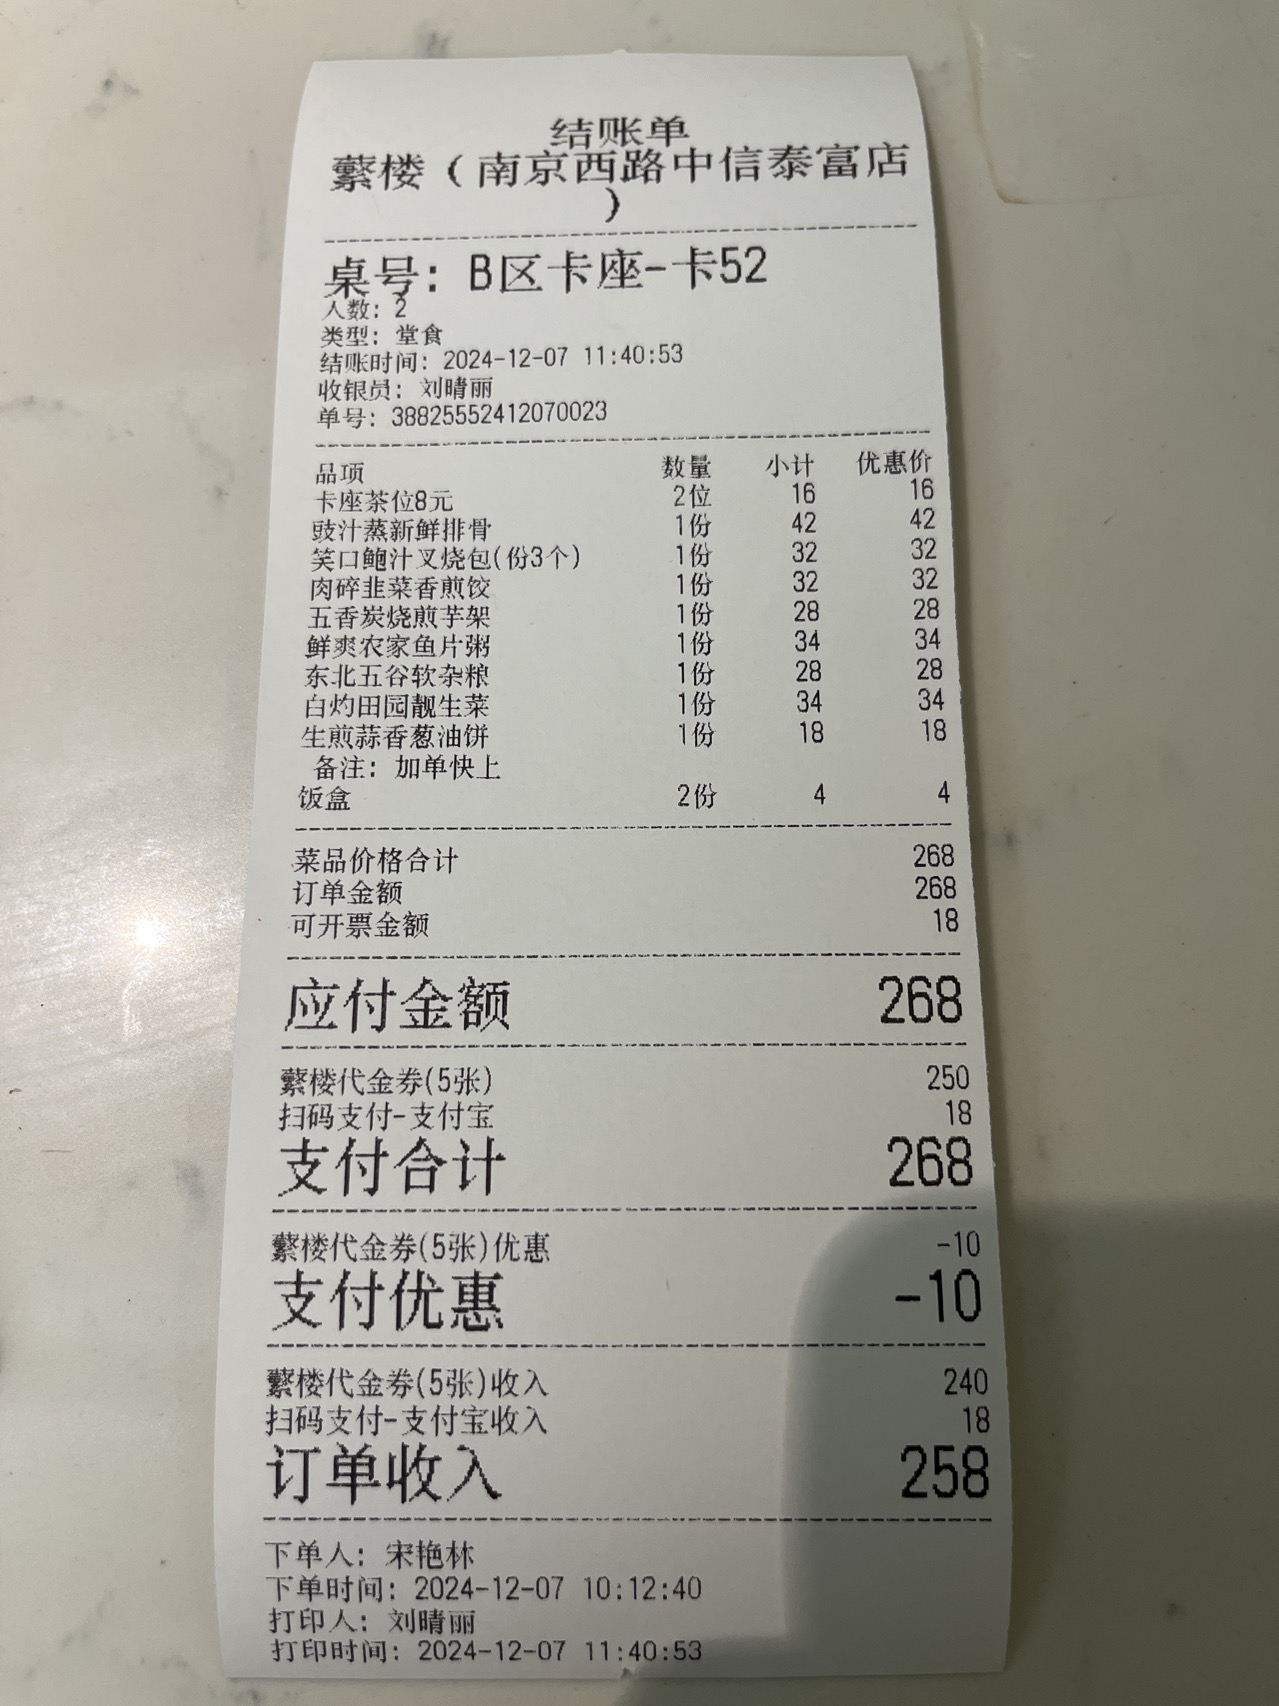 结账单
蘩楼（南京西路中信泰富店
）
桌号：B区卡座-卡52
人数：2
类型：堂食
结账时间：2024-12-07 11:40:53
收银员：刘晴丽
单号：38825552412070023
品项 数量 小计 优惠价
卡座茶位8元 2位 16 16
豉汁蒸新鲜排骨 1份 42 42
笑口鲍汁叉烧包(份3个) 1份 32 32
肉碎韭菜香煎饺 1份 32 32
五香炭烧煎芋架 1份 28 28
鲜爽农家鱼片粥 1份 34 34
东北五谷软杂粮 1份 28 28
白灼田园靓生菜 1份 34 34
生煎蒜香葱油饼 1份 18 18
备注：加单快上
饭盒 2份 4 4
菜品价格合计 268
订单金额 268
可开票金额 18
应付金额 268
蘩楼代金券(5张) 250
扫码支付-支付宝 18
支付合计 268
蘩楼代金券(5张)优惠 -10
支付优惠 -10
蘩楼代金券(5张)收入 240
扫码支付-支付宝收入 18
订单收入 258
下单人：宋艳林
下单时间：2024-12-07 10:12:40
打印人：刘晴丽
打印时间：2024-12-07 11:40:53